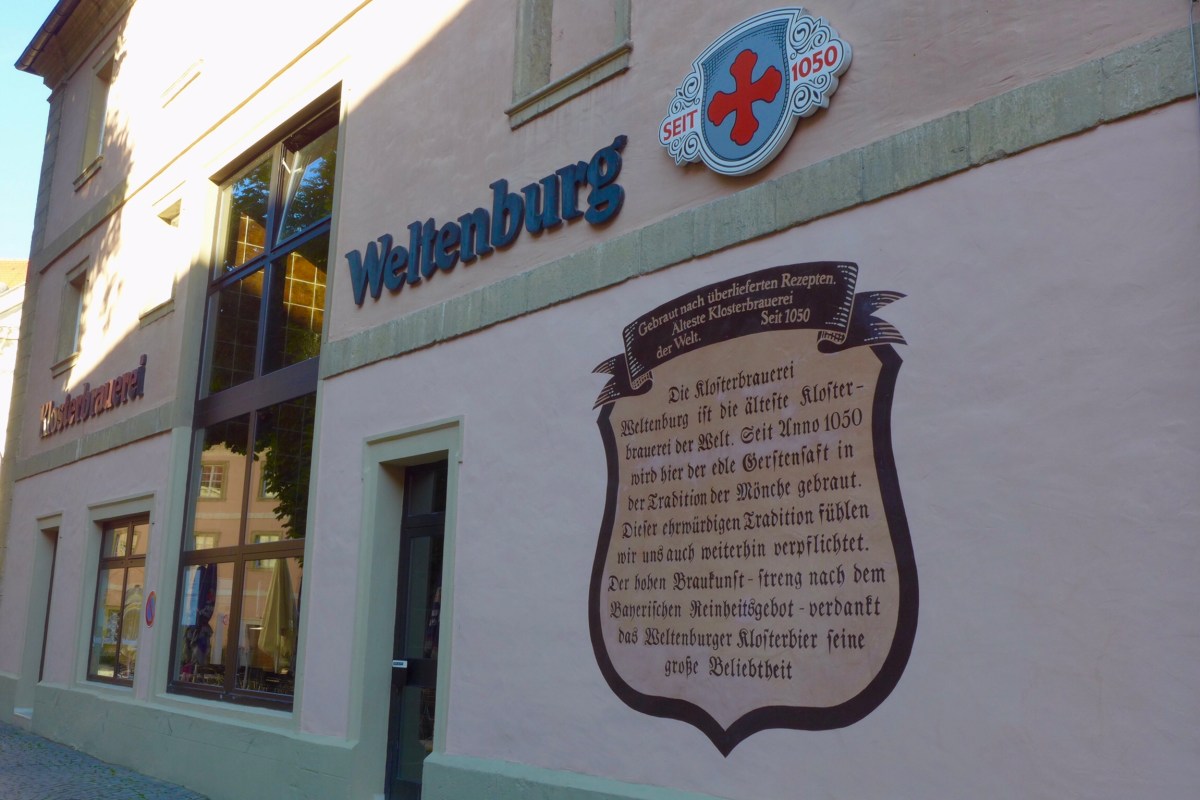 SEIT 1050
Weltenburg
Klosterbrauerei
Gebraut nach überlieferten Rezepten.
Älteste Klosterbrauerei
der Welt. Seit 1050
Die Klosterbrauerei
Weltenburg ist die älteste Kloster-
brauerei der Welt. Seit Anno 1050
wird hier der edle Gerstensaft in
der Tradition der Mönche gebraut.
Dieser ehrwürdigen Tradition fühlen
wir uns auch weiterhin verpflichtet.
Der hohen Braukunst - streng nach dem
Bayerischen Reinheitsgebot - verdankt
das Weltenburger Klosterbier seine
große Beliebtheit